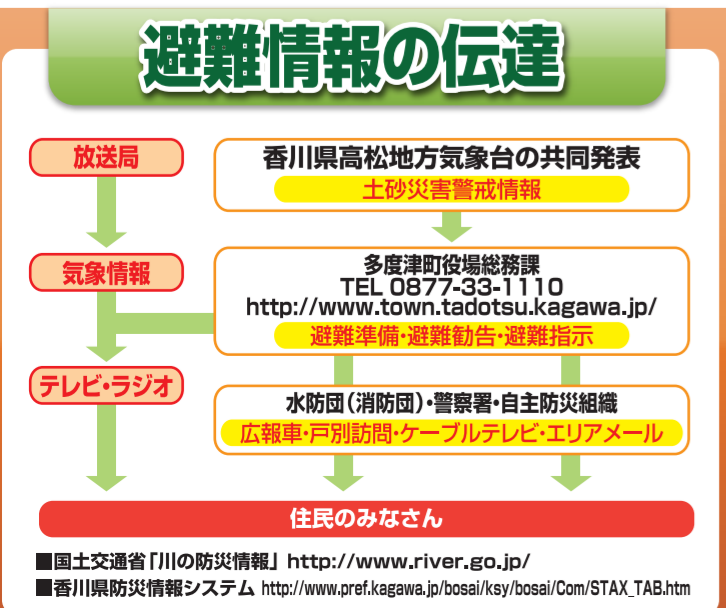 避難情報の伝達
放送局
香川県高松地方気象台の共同発表
土砂災害警戒情報
気象情報
多度津町役場総務課
TEL 0877-33-1110
http://www.town.tadotsu.kagawa.jp/
避難準備・避難勧告・避難指示
テレビ・ラジオ
水防団(消防団)・警察署・自主防災組織
広報車・戸別訪問・ケーブルテレビ・エリアメール
住民のみなさん
■国土交通省「川の防災情報」 http://www.river.go.jp/
■香川県防災情報システム http://www.pref.kagawa.jp/bosai/ksy/bosai/Com/STAX_TAB.htm